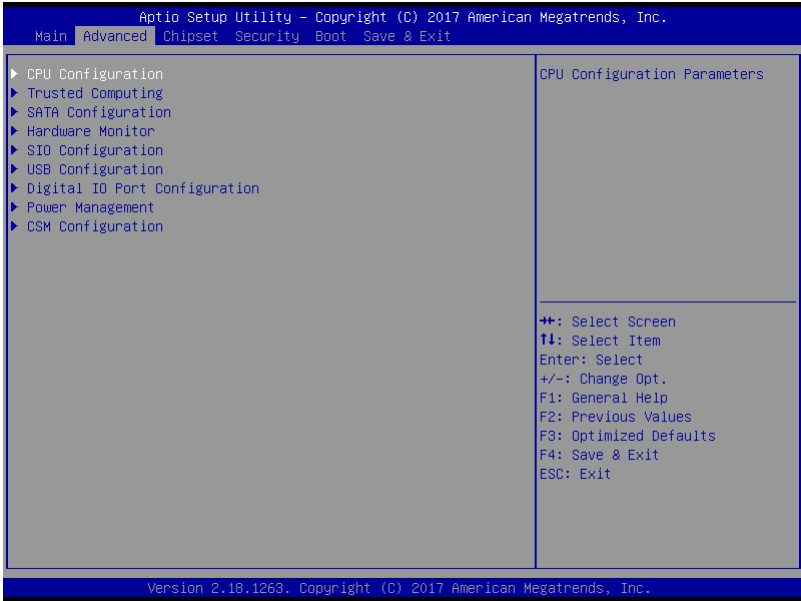 Aptio Setup Utility – Copyright (C) 2017 American Megatrends, Inc.
Main Advanced Chipset Security Boot Save & Exit
CPU Configuration
Trusted Computing
SATA Configuration
Hardware Monitor
SIO Configuration
USB Configuration
Digital IO Port Configuration
Power Management
CSM Configuration
CPU Configuration Parameters
→←: Select Screen
↑↓: Select Item
Enter: Select
+/-: Change Opt.
F1: General Help
F2: Previous Values
F3: Optimized Defaults
F4: Save & Exit
ESC: Exit
Version 2.18.1263. Copyright (C) 2017 American Megatrends, Inc.